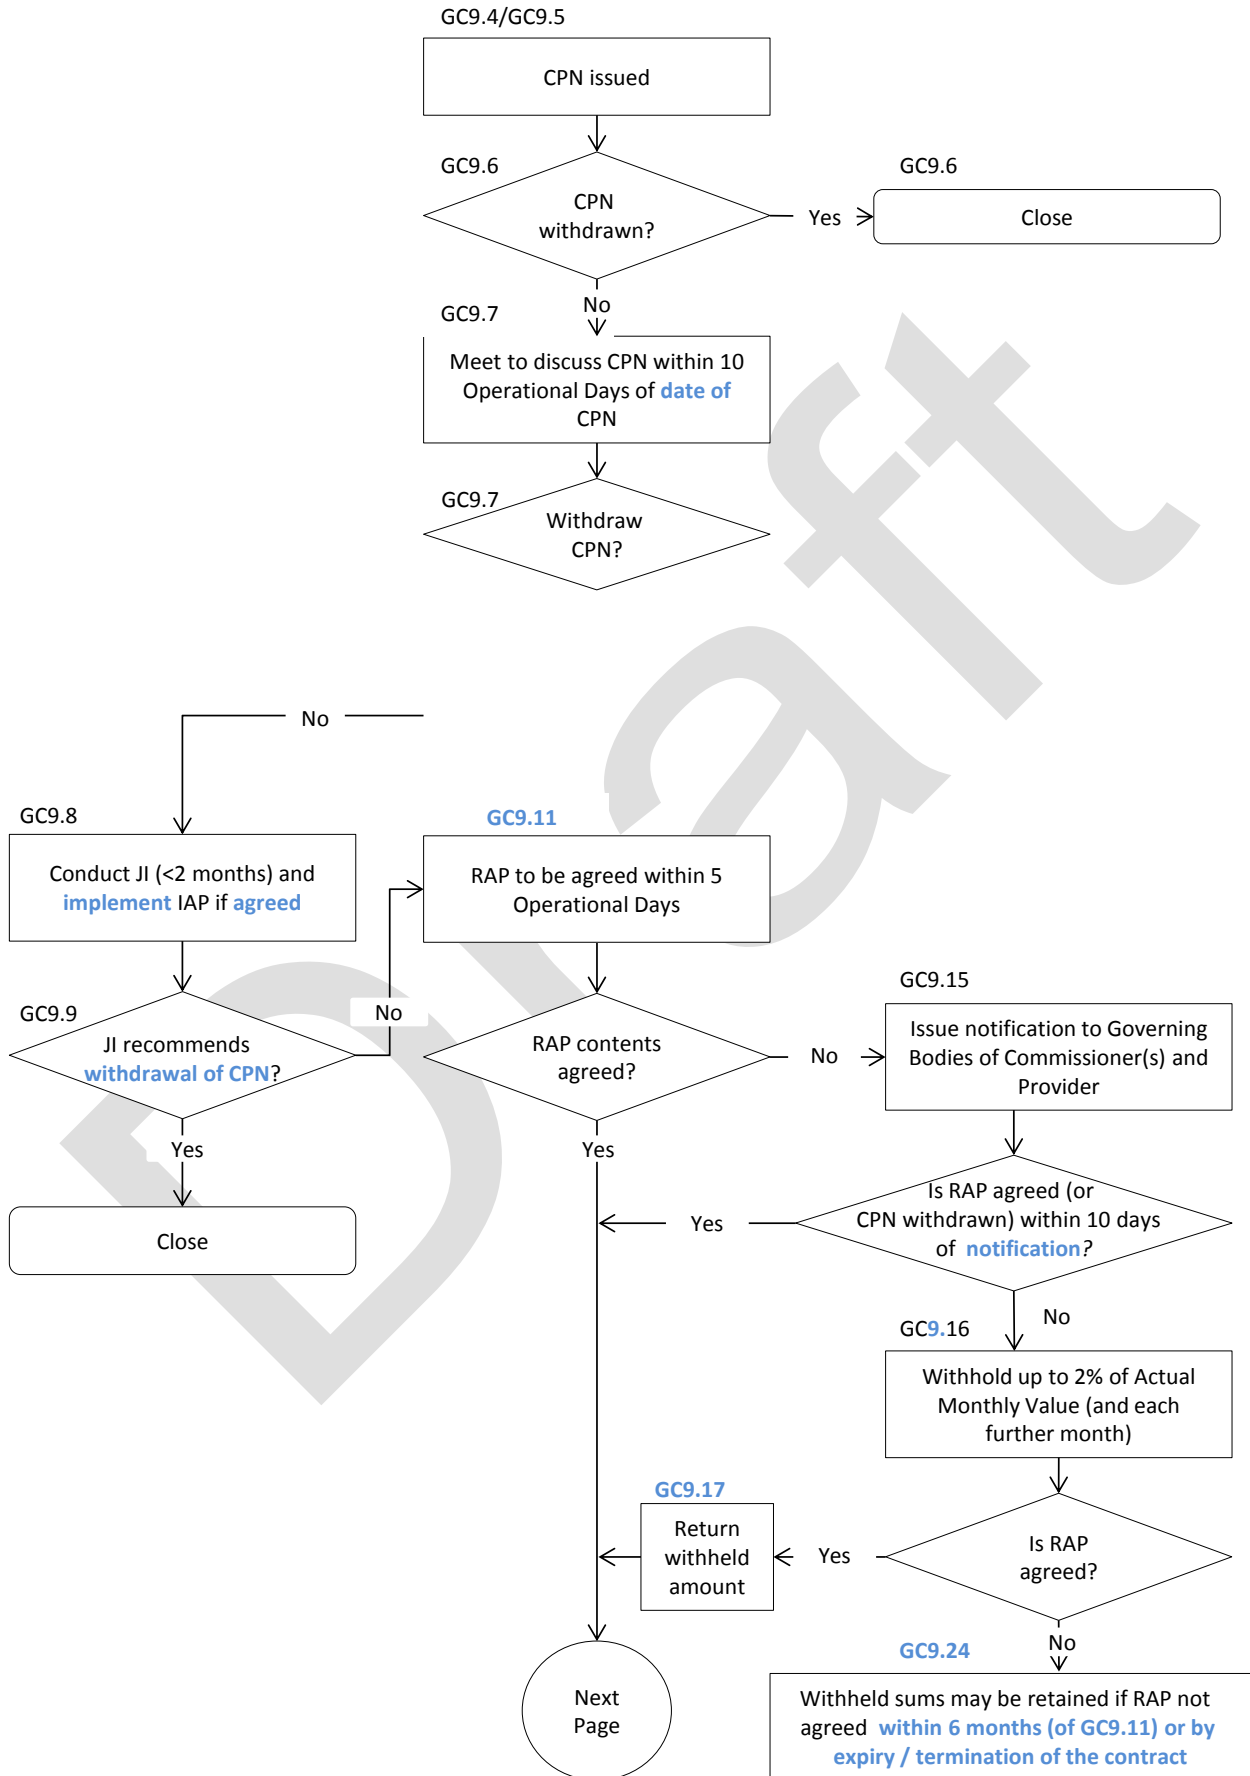 GC9.4/GC9.5
CPN issued
GC9.6
CPN
withdrawn?
Yes
GC9.6
Close
No
GC9.7
Meet to discuss CPN within 10
Operational Days of date of
CPN
GC9.7
Withdraw
CPN?
No
GC9.8
Conduct JI (<2 months) and
implement IAP if agreed
GC9.11
RAP to be agreed within 5
Operational Days
GC9.9
JI recommends
withdrawal of CPN?
No
Yes
Close
RAP contents
agreed?
No
Yes
GC9.15
Issue notification to Governing
Bodies of Commissioner(s) and
Provider
Is RAP agreed (or
CPN withdrawn) within 10 days
of notification?
Yes
No
GC9.16
Withhold up to 2% of Actual
Monthly Value (and each
further month)
GC9.17
Return
withheld
amount
Yes
Is RAP
agreed?
No
GC9.24
Withheld sums may be retained if RAP not
agreed within 6 months (of GC9.11) or by
expiry / termination of the contract
Next
Page
Draft